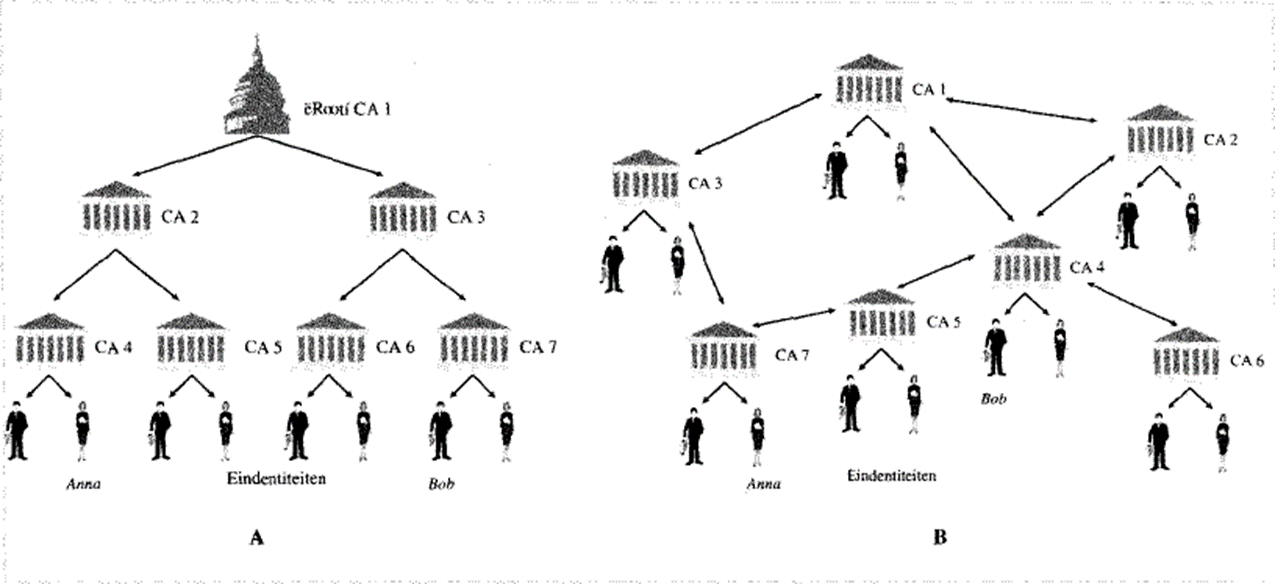 ëRootí CA 1
CA 2
CA 3
CA 4
CA 5
CA 6
CA 7
Anna
Eindentiteiten
Bob
A
CA 1
CA 2
CA 3
CA 4
CA 5
CA 7
CA 6
Bob
Anna
Eindentiteiten
B